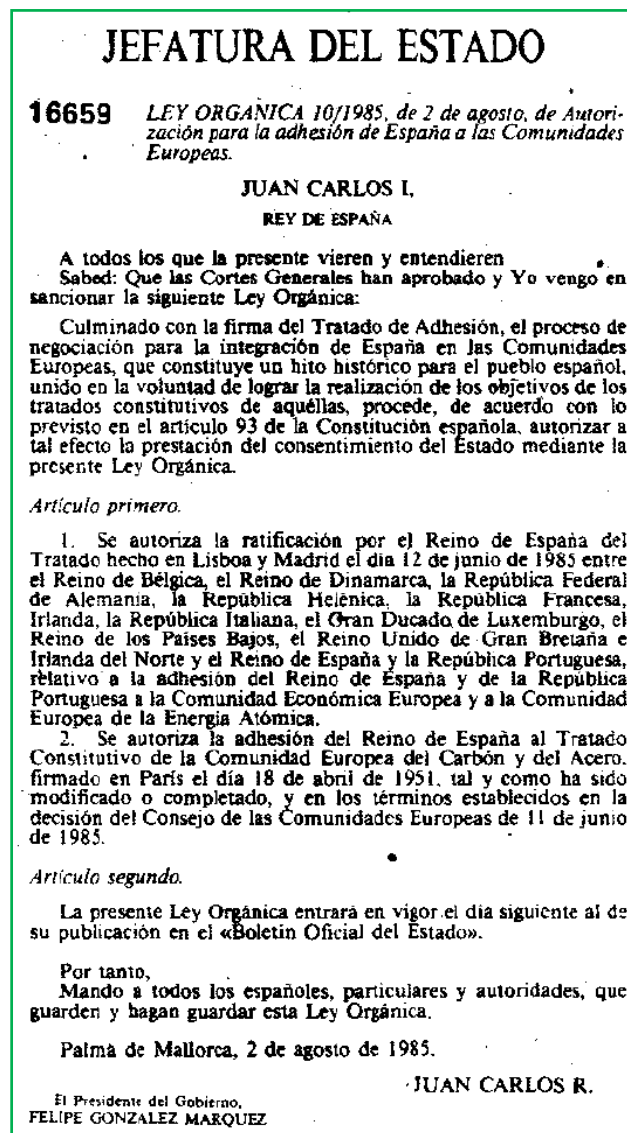 JEFATURA DEL ESTADO
16659 LEY ORGANICA 10/1985, de 2 de agosto, de Autori-
zación para la adhesión de España a las Comunidades
Europeas.
JUAN CARLOS I,
REY DE ESPAÑA
A todos los que la presente vieren y entendieren
Sabed: Que las Cortes Generales han aprobado y Yo vengo en
sancionar la siguiente Ley Orgánica:
Culminado con la firma del Tratado de Adhesión, el proceso de
negociación para la integración de España en las Comunidades
Europeas, que constituye un hito histórico para el pueblo español,
unido en la voluntad de lograr la realización de los objetivos de los
tratados constitutivos de aquéllas, procede, de acuerdo con lo
previsto en el artículo 93 de la Constitución española, autorizar a
tal efecto la prestación del consentimiento del Estado mediante la
presente Ley Orgánica.
Artículo primero.
1. Se autoriza la ratificación por el Reino de España del
Tratado hecho en Lisboa y Madrid el día 12 de junio de 1985 entre
el Reino de Bélgica, el Reino de Dinamarca, la República Federal
de Alemania, la República Helénica, la República Francesa,
Irlanda, la República Italiana, el Gran Ducado de Luxemburgo, el
Reino de los Países Bajos, el Reino Unido de Gran Bretaña e
Irlanda del Norte y el Reino de España y la República Portuguesa,
relativo a la adhesión del Reino de España y de la República
Portuguesa a la Comunidad Económica Europea y a la Comunidad
Europea de la Energía Atómica.
2. Se autoriza la adhesión del Reino de España al Tratado
Constitutivo de la Comunidad Europea del Carbón y del Acero,
firmado en París el día 18 de abril de 1951, tal y como ha sido
modificado o completado, y en los términos establecidos en la
decisión del Consejo de las Comunidades Europeas de 11 de junio
de 1985.
Artículo segundo.
La presente Ley Orgánica entrará en vigor el día siguiente al de
su publicación en el «Boletín Oficial del Estado».
Por tanto,
Mando a todos los españoles, particulares y autoridades, que
guarden y hagan guardar esta Ley Orgánica.
Palma de Mallorca, 2 de agosto de 1985.
JUAN CARLOS R.
El Presidente del Gobierno,
FELIPE GONZALEZ MARQUEZ